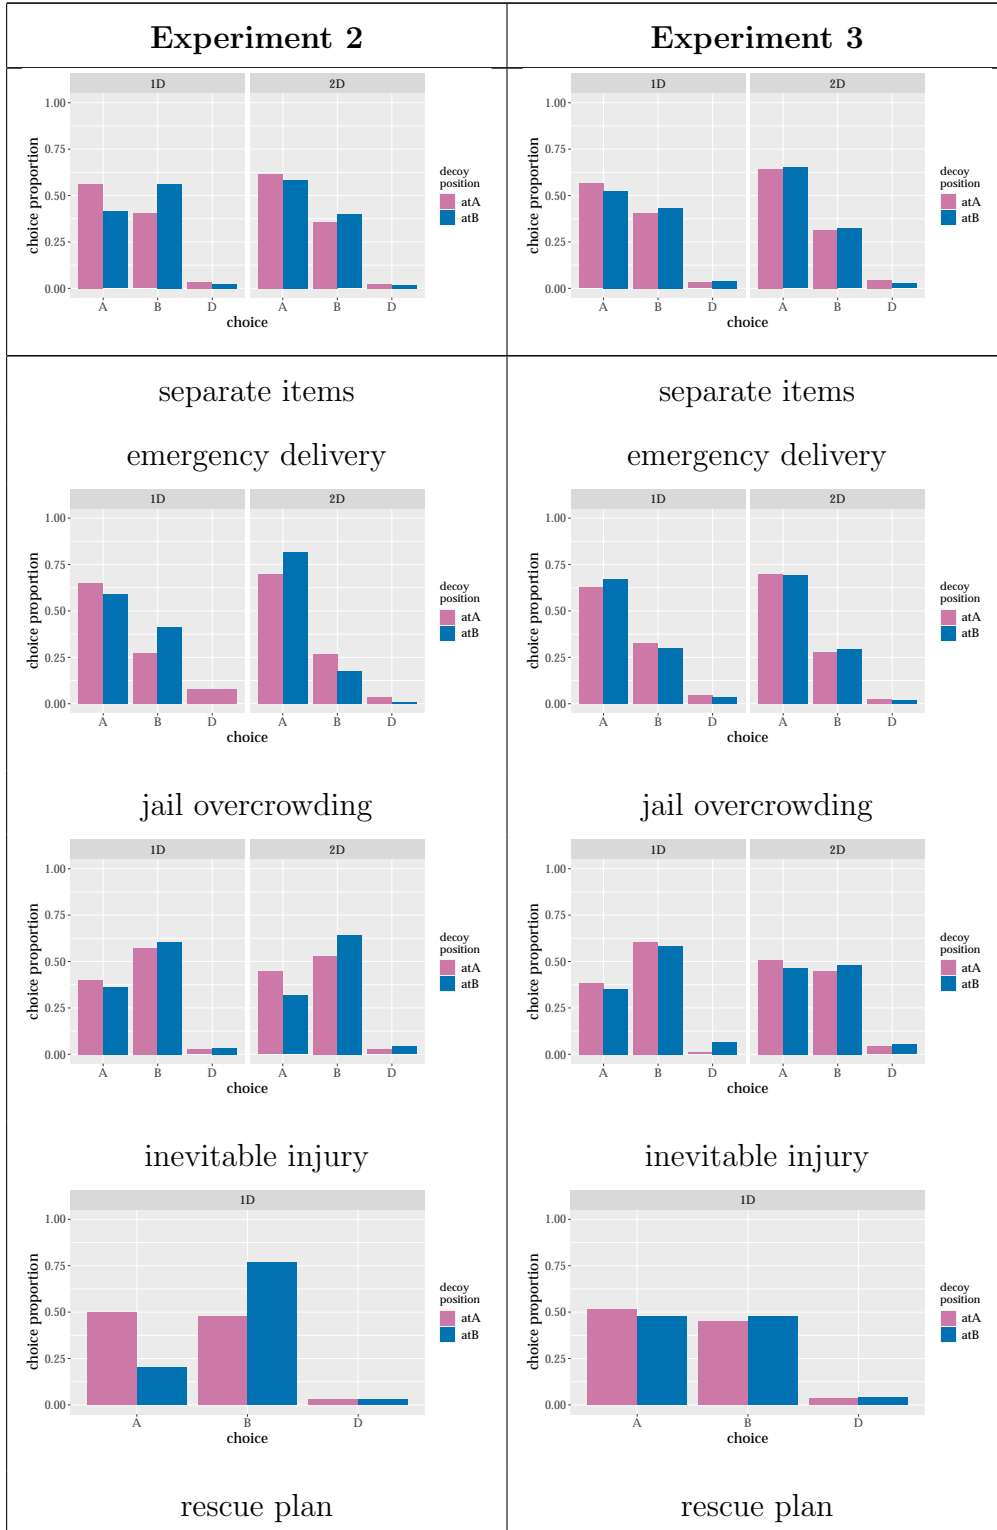 Experiment 2
Experiment 3
1D 2D
1.00
0.75
0.50
0.25
0.00
choice proportion
A B D A B D
choice
decoy
position
atA
atB
1D 2D
1.00
0.75
0.50
0.25
0.00
choice proportion
A B D A B D
choice
decoy
position
atA
atB
separate items
separate items
emergency delivery
emergency delivery
1D 2D
1.00
0.75
0.50
0.25
0.00
choice proportion
A B D A B D
choice
decoy
position
atA
atB
1D 2D
1.00
0.75
0.50
0.25
0.00
choice proportion
A B D A B D
choice
decoy
position
atA
atB
jail overcrowding
jail overcrowding
1D 2D
1.00
0.75
0.50
0.25
0.00
choice proportion
A B D A B D
choice
decoy
position
atA
atB
1D 2D
1.00
0.75
0.50
0.25
0.00
choice proportion
A B D A B D
choice
decoy
position
atA
atB
inevitable injury
inevitable injury
1D
1.00
0.75
0.50
0.25
0.00
choice proportion
A B D
choice
decoy
position
atA
atB
1D
1.00
0.75
0.50
0.25
0.00
choice proportion
A B D
choice
decoy
position
atA
atB
rescue plan
rescue plan